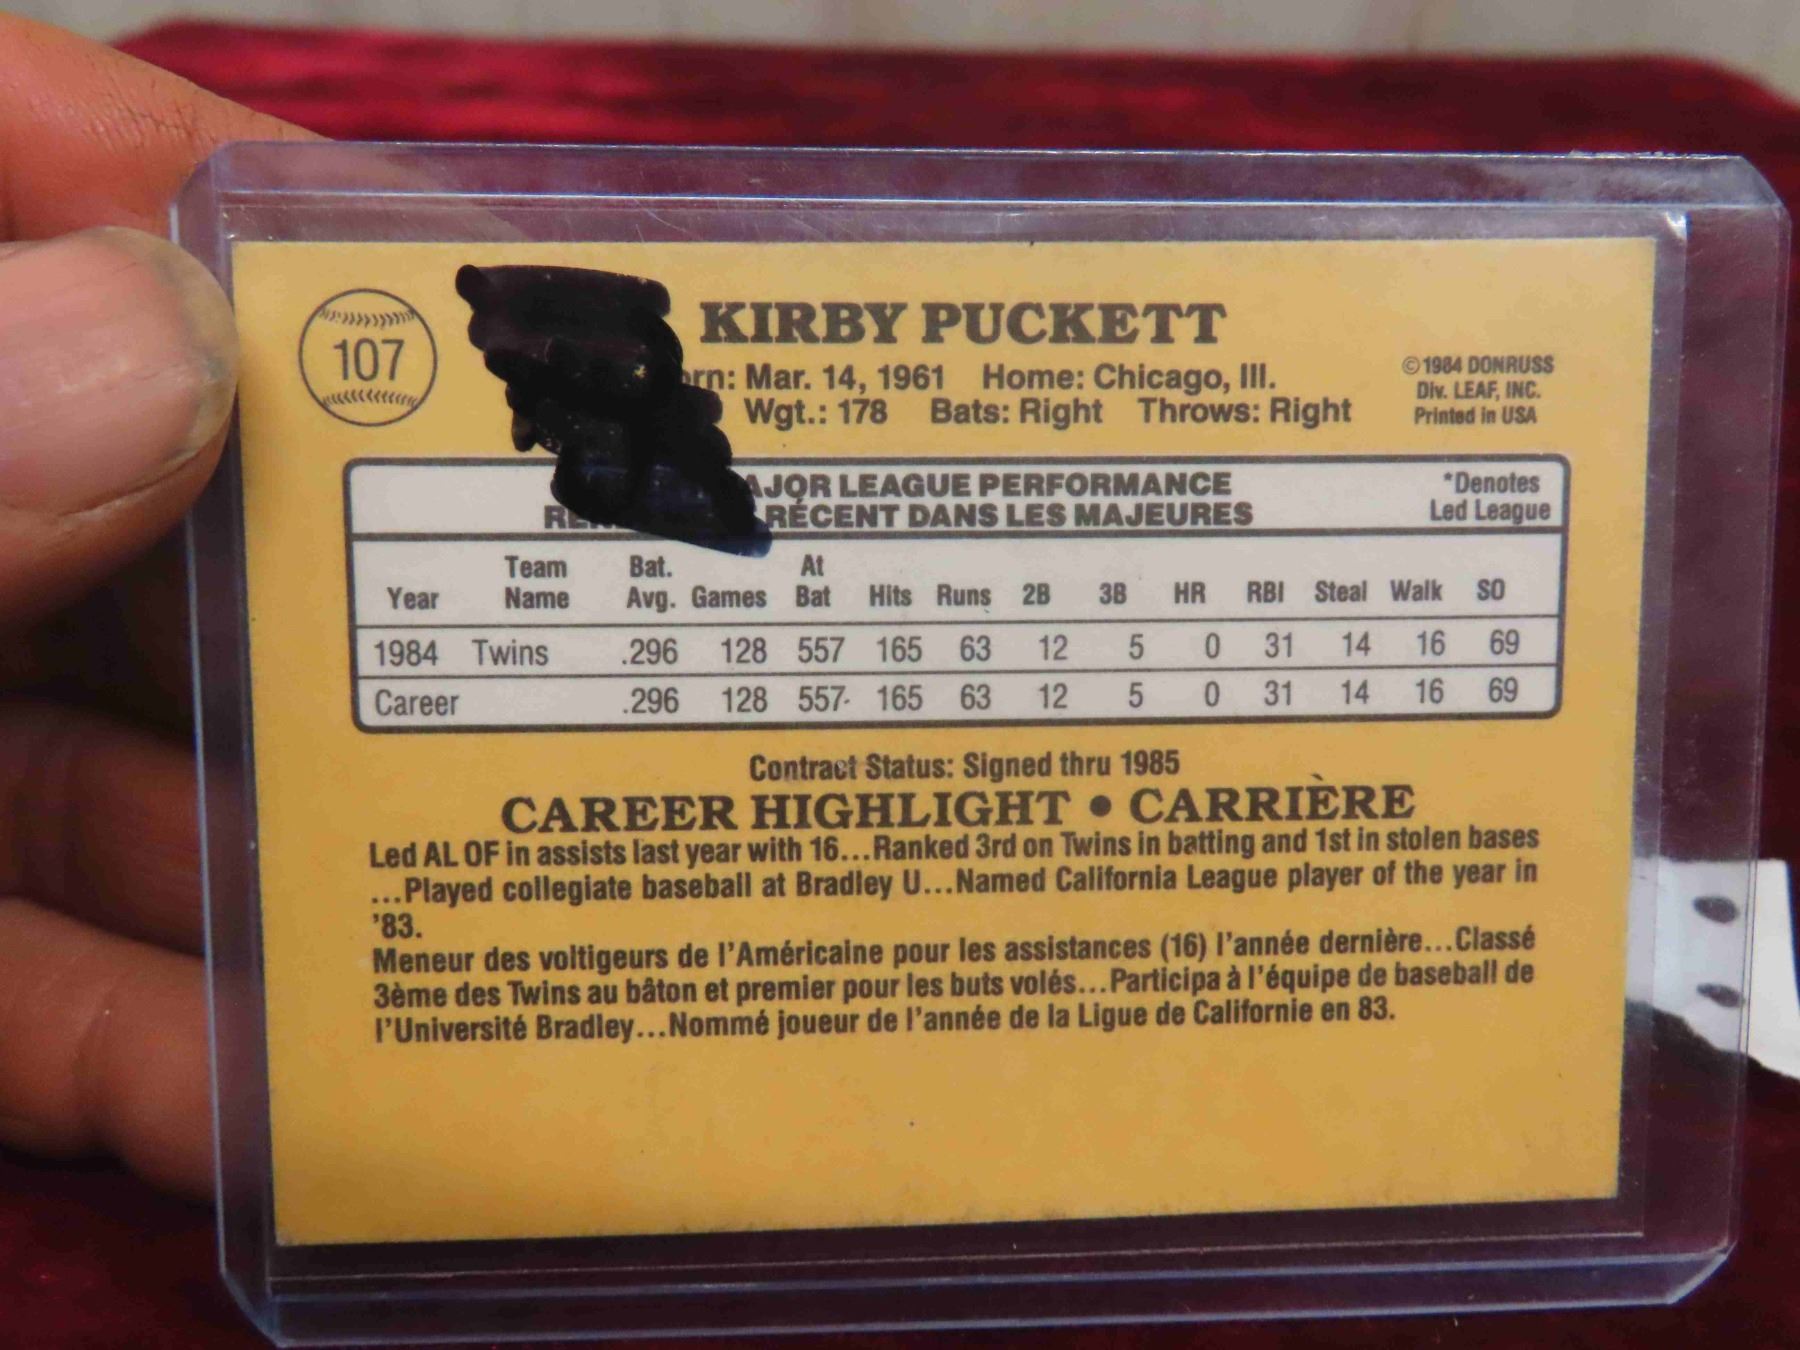 107
KIRBY PUCKETT
orn: Mar. 14, 1961 Home: Chicago, Ill.
Wgt.: 178 Bats: Right Throws: Right
©1984 DONRUSS
Div. LEAF, INC.
Printed in USA
AJOR LEAGUE PERFORMANCE
RÉCENT DANS LES MAJEURES
*Denotes
Led League
Year Team Name Bat. Avg. Games At Bat Hits Runs 2B 3B HR RBI Steal Walk SO
1984 Twins .296 128 557 165 63 12 5 0 31 14 16 69
Career .296 128 557 165 63 12 5 0 31 14 16 69
Contract Status: Signed thru 1985
CAREER HIGHLIGHT • CARRIÈRE
Led AL OF in assists last year with 16...Ranked 3rd on Twins in batting and 1st in stolen bases
...Played collegiate baseball at Bradley U...Named California League player of the year in
'83.
Meneur des voltigeurs de l'Américaine pour les assistances (16) l'année dernière...Classé
3ème des Twins au bâton et premier pour les buts volés...Participa à l'équipe de baseball de
l'Université Bradley...Nommé joueur de l'année de la Ligue de Californie en 83.